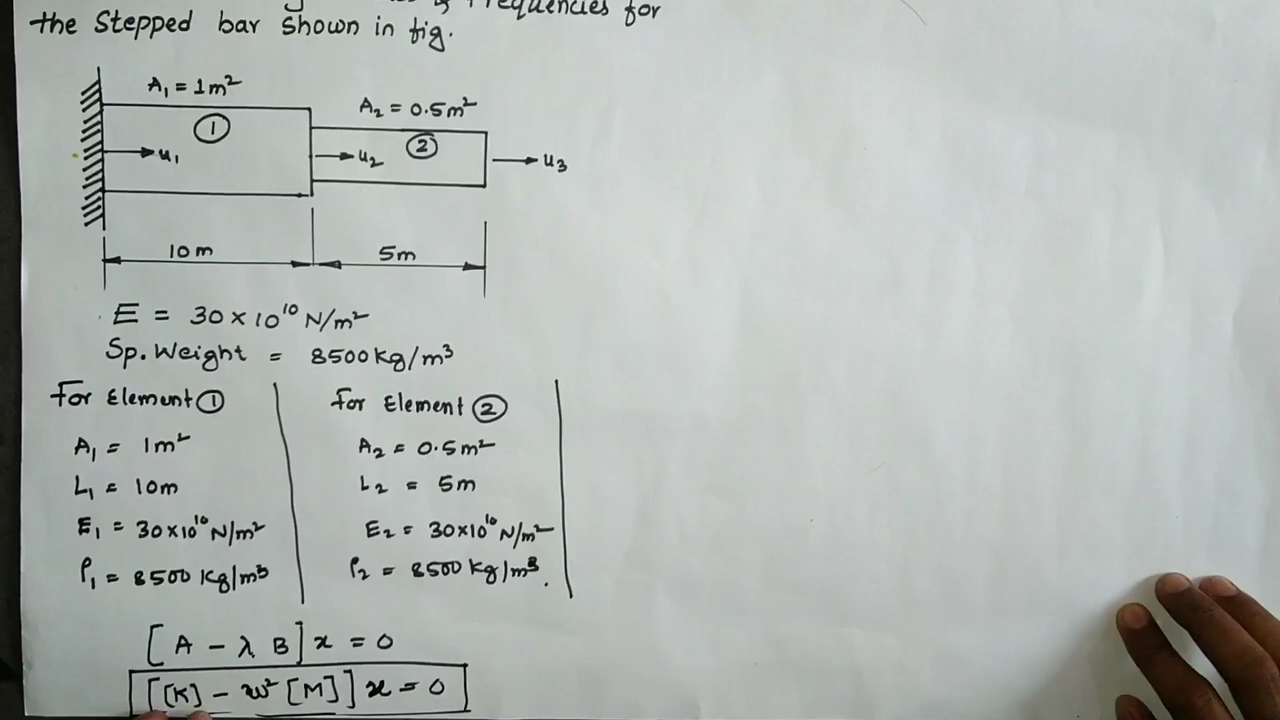 Frequencies for
the Stepped bar shown in fig.
A₁ = 1m²
A₂ = 0.5m²
①
②
u₁
u₂
u₃
10m
5m
E = 30×10¹⁰ N/m²
Sp. Weight = 8500 kg/m³
For Element ①
A₁ = 1m²
L₁ = 10m
E₁ = 30×10¹⁰ N/m²
ρ₁ = 8500 kg/m³
for Element ②
A₂ = 0.5m²
L₂ = 5m
E₂ = 30×10¹⁰ N/m²
ρ₂ = 8500 kg/m³.
[A - λ B] x = 0
[[K] - ω² [M]] x = 0